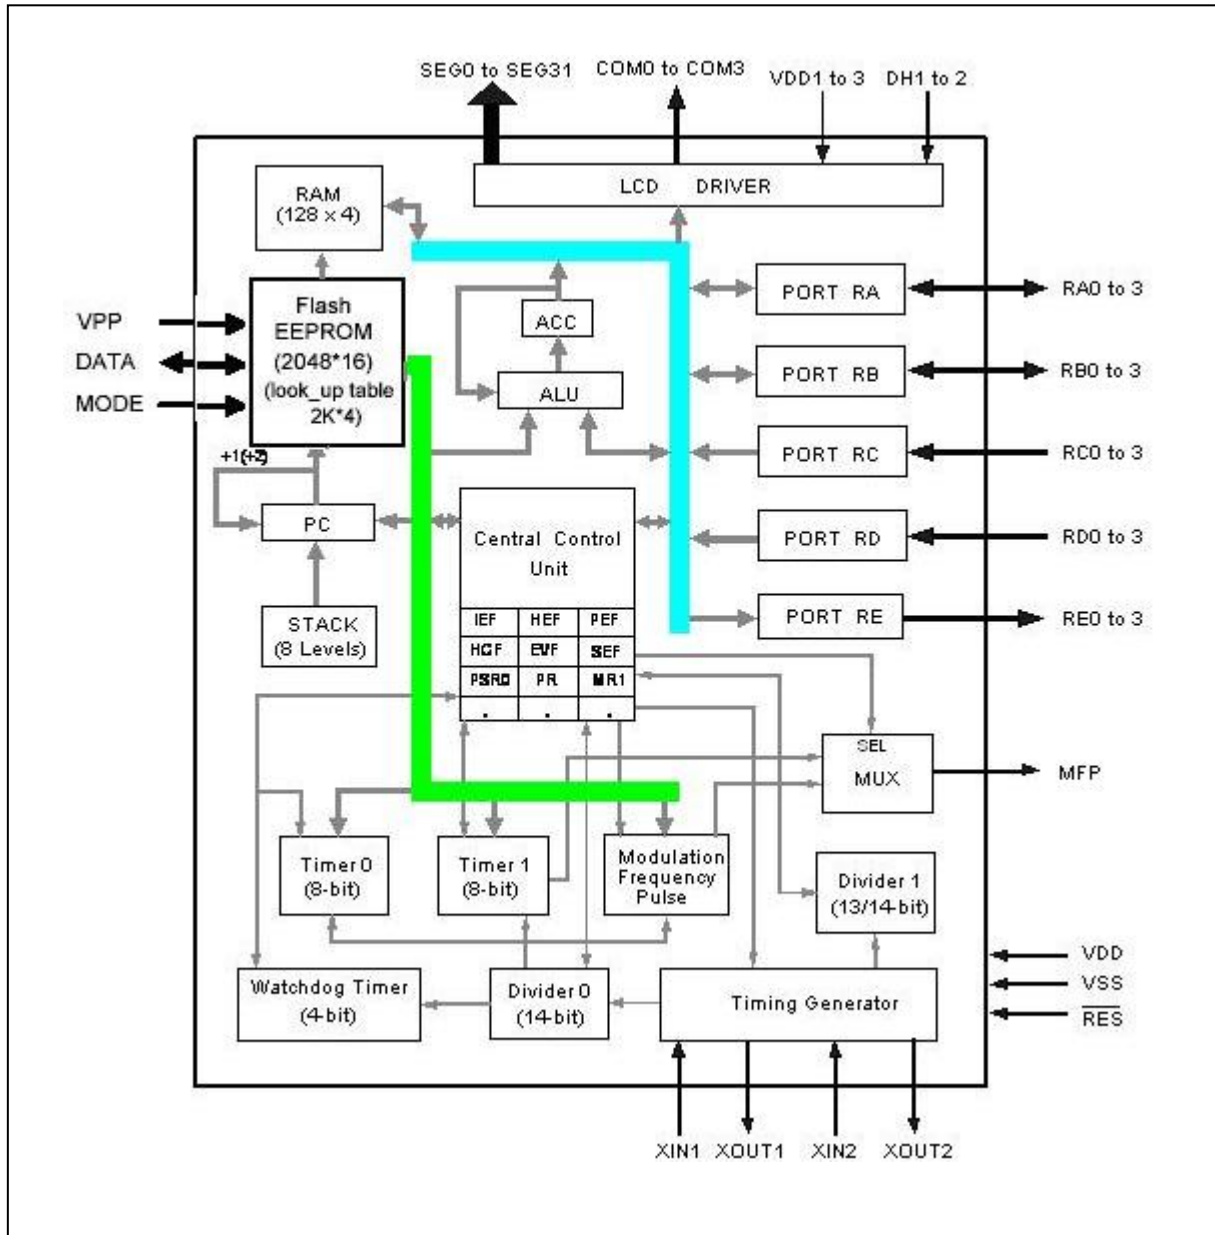 SEG0 to SEG31
COM0 to COM3
VDD1 to 3
DH1 to 2
LCD DRIVER
RAM
(128 x 4)
Flash
EEPROM
(2048*16)
(look_up table
2K*4)
VPP
DATA
MODE
ACC
ALU
PORT RA
RA0 to 3
PORT RB
RB0 to 3
PORT RC
RC0 to 3
PORT RD
RD0 to 3
PORT RE
RE0 to 3
+1(+2)
PC
STACK
(8 Levels)
Central Control
Unit
IEF HEF PEF
HCF EVF SEF
PSR0 PR MR1
. . .
SEL
MUX
MFP
Timer 0
(8-bit)
Timer 1
(8-bit)
Modulation
Frequency
Pulse
Divider 1
(13/14-bit)
Watchdog Timer
(4-bit)
Divider 0
(14-bit)
Timing Generator
VDD
VSS
RES
XIN1
XOUT1
XIN2
XOUT2